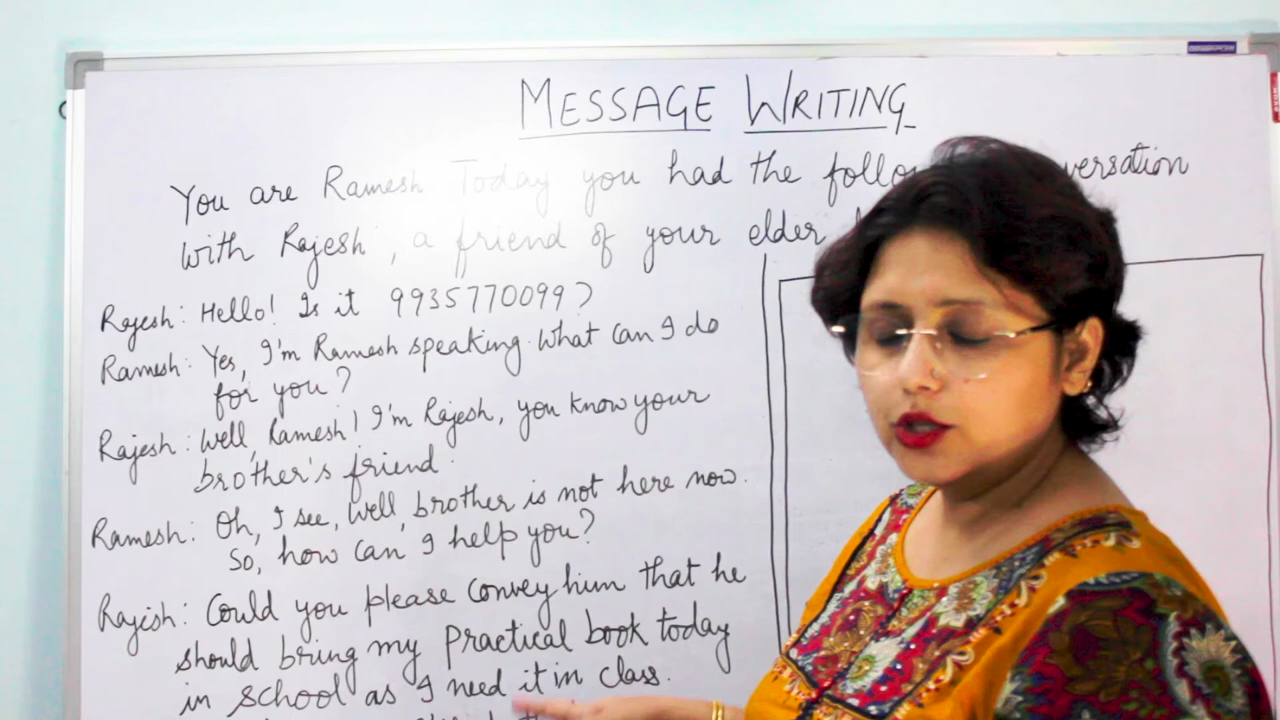 MESSAGE WRITING
You are Ramesh Today you had the
with Rajesh, a friend of your elder
Rajesh: Hello! Is it 9935770099?
Ramesh: Yes, I'm Ramesh speaking. What can I do
for you?
Rajesh: Well, Ramesh! I'm Rajesh, you know your
brother's friend.
Ramesh: Oh, I see, Well, brother is not here now.
So, how can I help you?
Rajesh: Could you please convey him that he
should bring my Practical book today
in school as I need it in class.